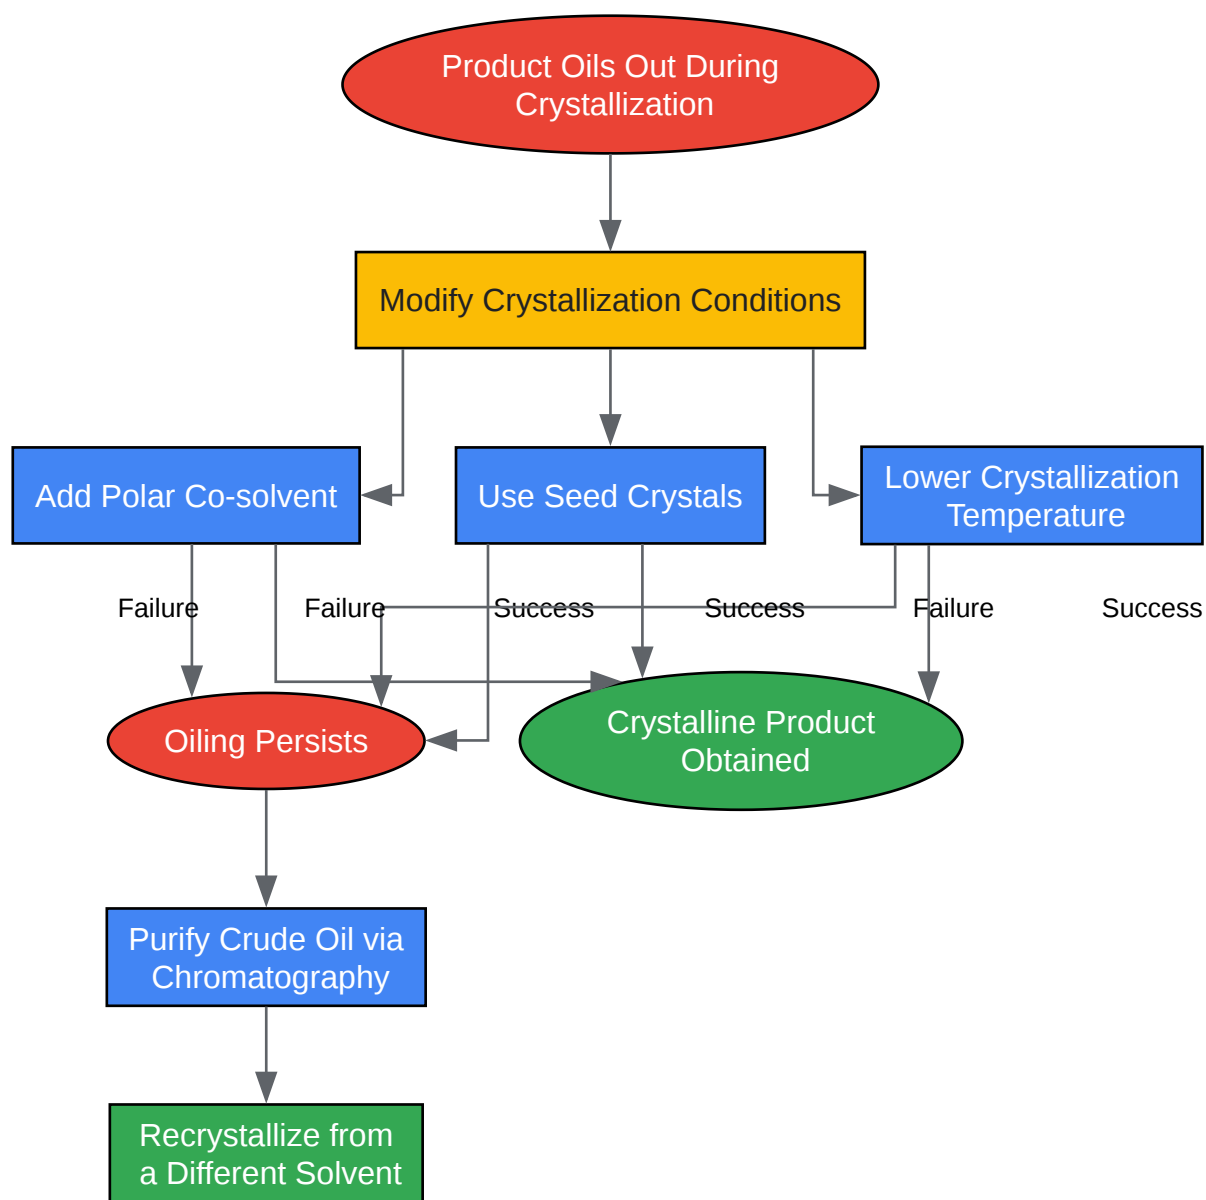 Product Oils Out During
Crystallization
Modify Crystallization Conditions
Add Polar Co-solvent
Use Seed Crystals
Lower Crystallization
Temperature
Failure
Failure
Success
Success
Failure
Success
Oiling Persists
Crystalline Product
Obtained
Purify Crude Oil via
Chromatography
Recrystallize from
a Different Solvent